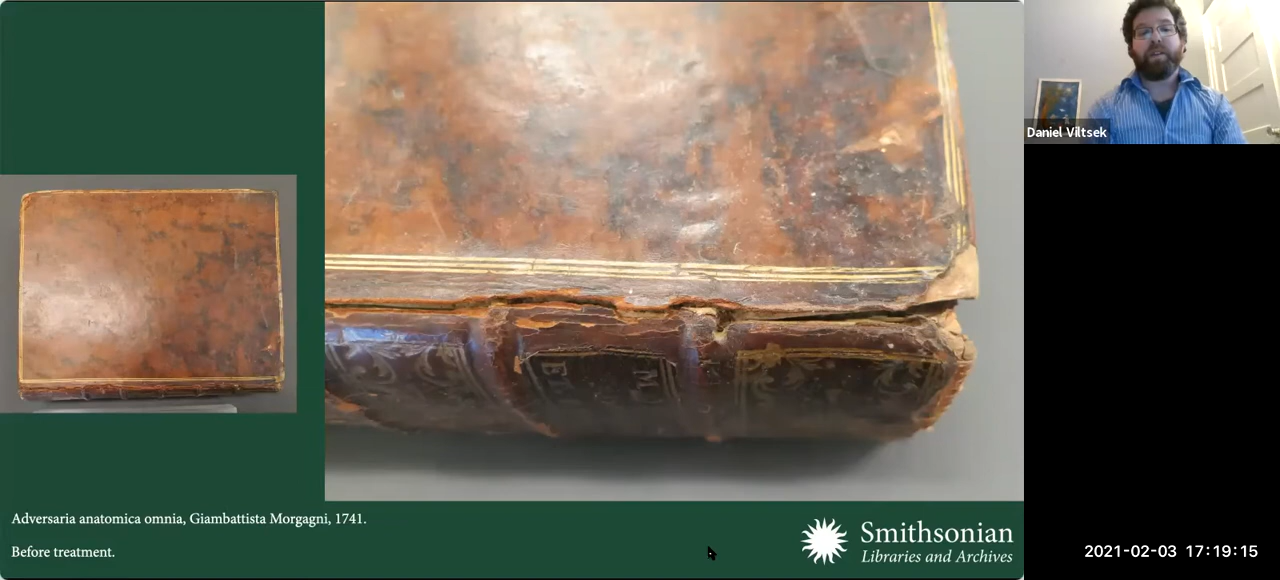 Daniel Viltsek
Adversaria anatomica omnia, Giambattista Morgagni, 1741.
Before treatment.
Smithsonian
Libraries and Archives
2021-02-03 17:19:15